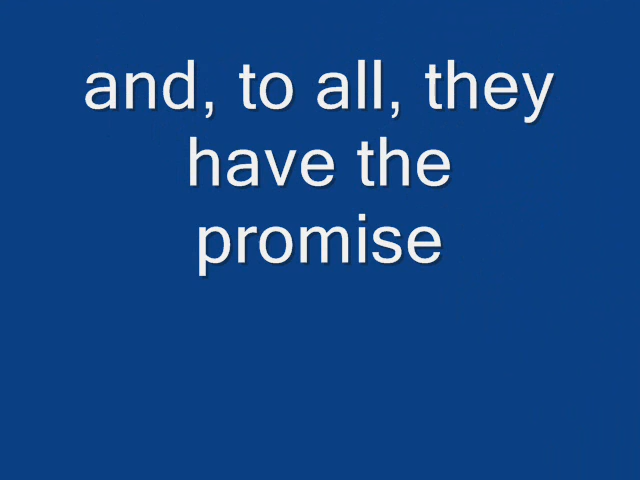 and, to all, they
have the
promise